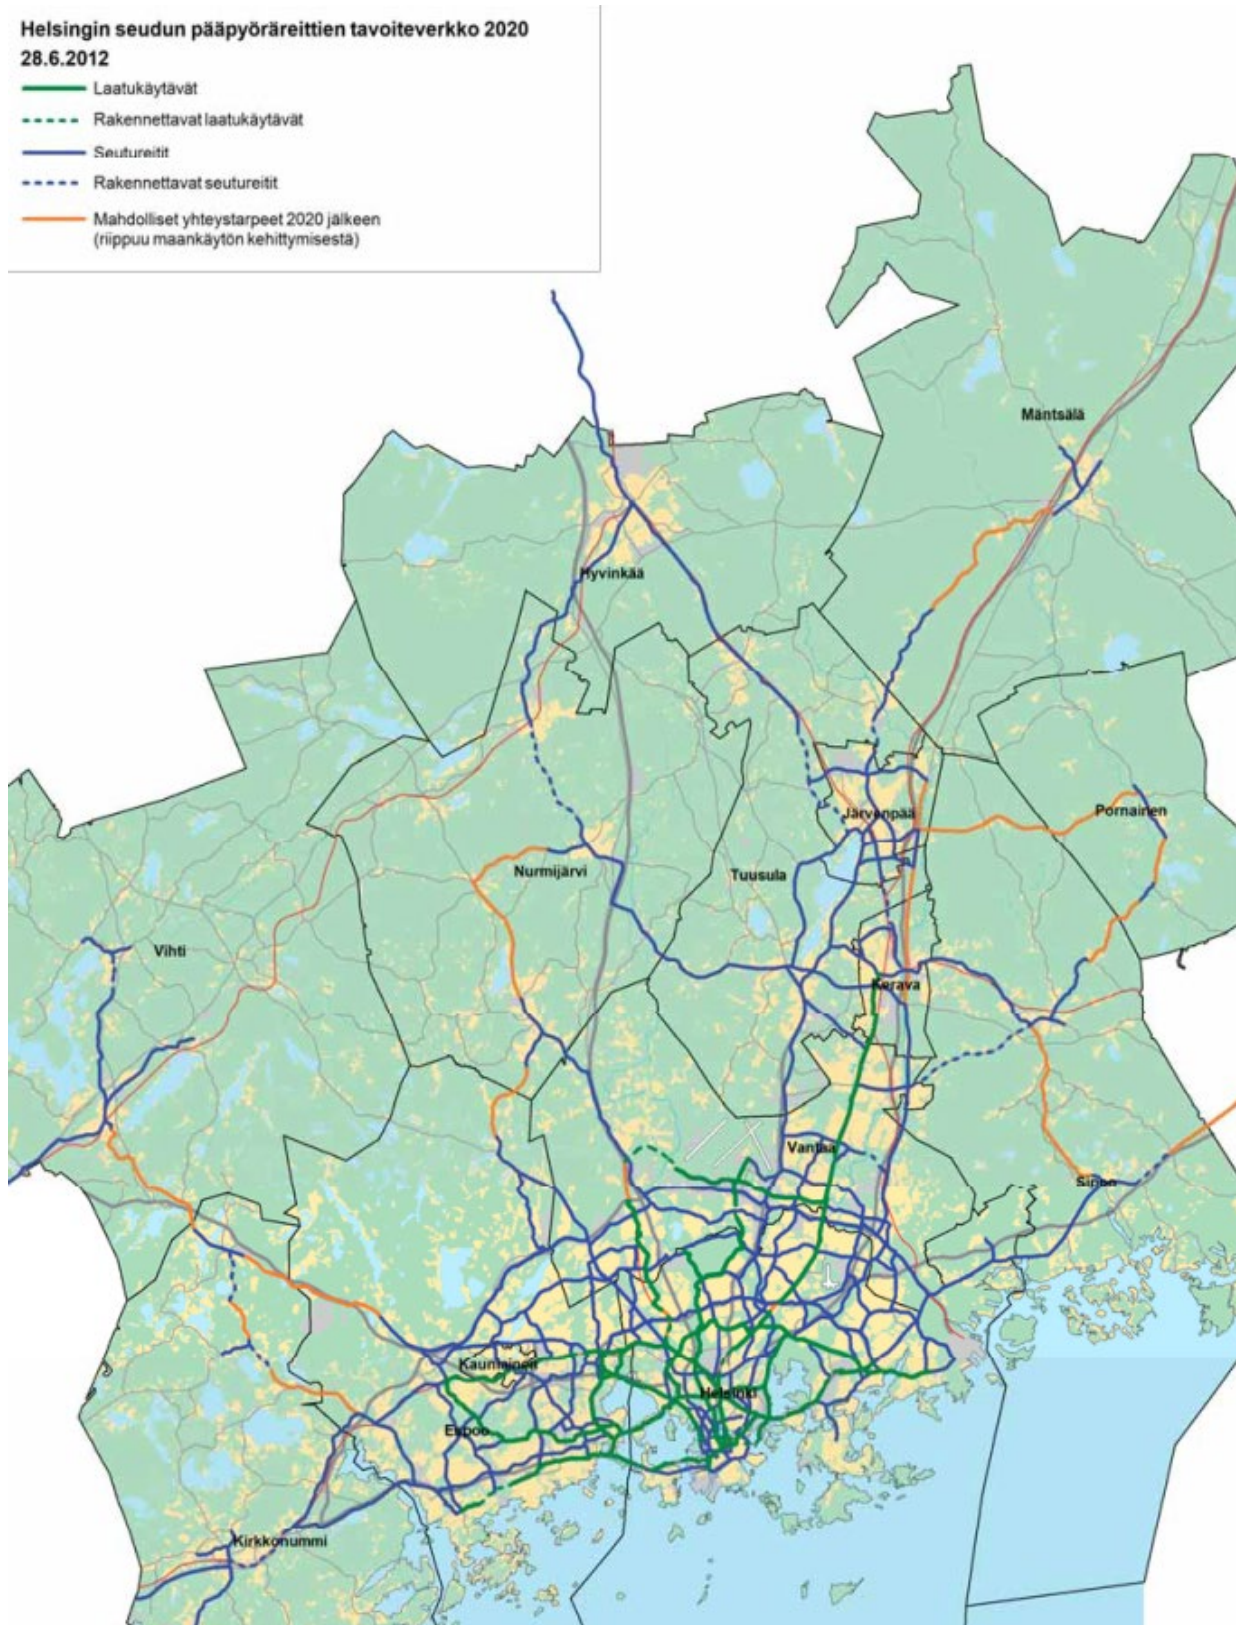 Helsingin seudun pääpyöräreittien tavoiteverkko 2020
28.6.2012
Laatukäytävät
Rakennettavat laatukäytävät
Seutureitit
Rakennettavat seutureitit
Mahdolliset yhteystarpeet 2020 jälkeen
(riippuu maankäytön kehittymisestä)
Mäntsälä
Hyvinkää
Pornainen
Järvenpää
Nurmijärvi
Tuusula
Vihti
Kerava
Vantaa
Sipoo
Kauniainen
Helsinki
Espoo
Kirkkonummi